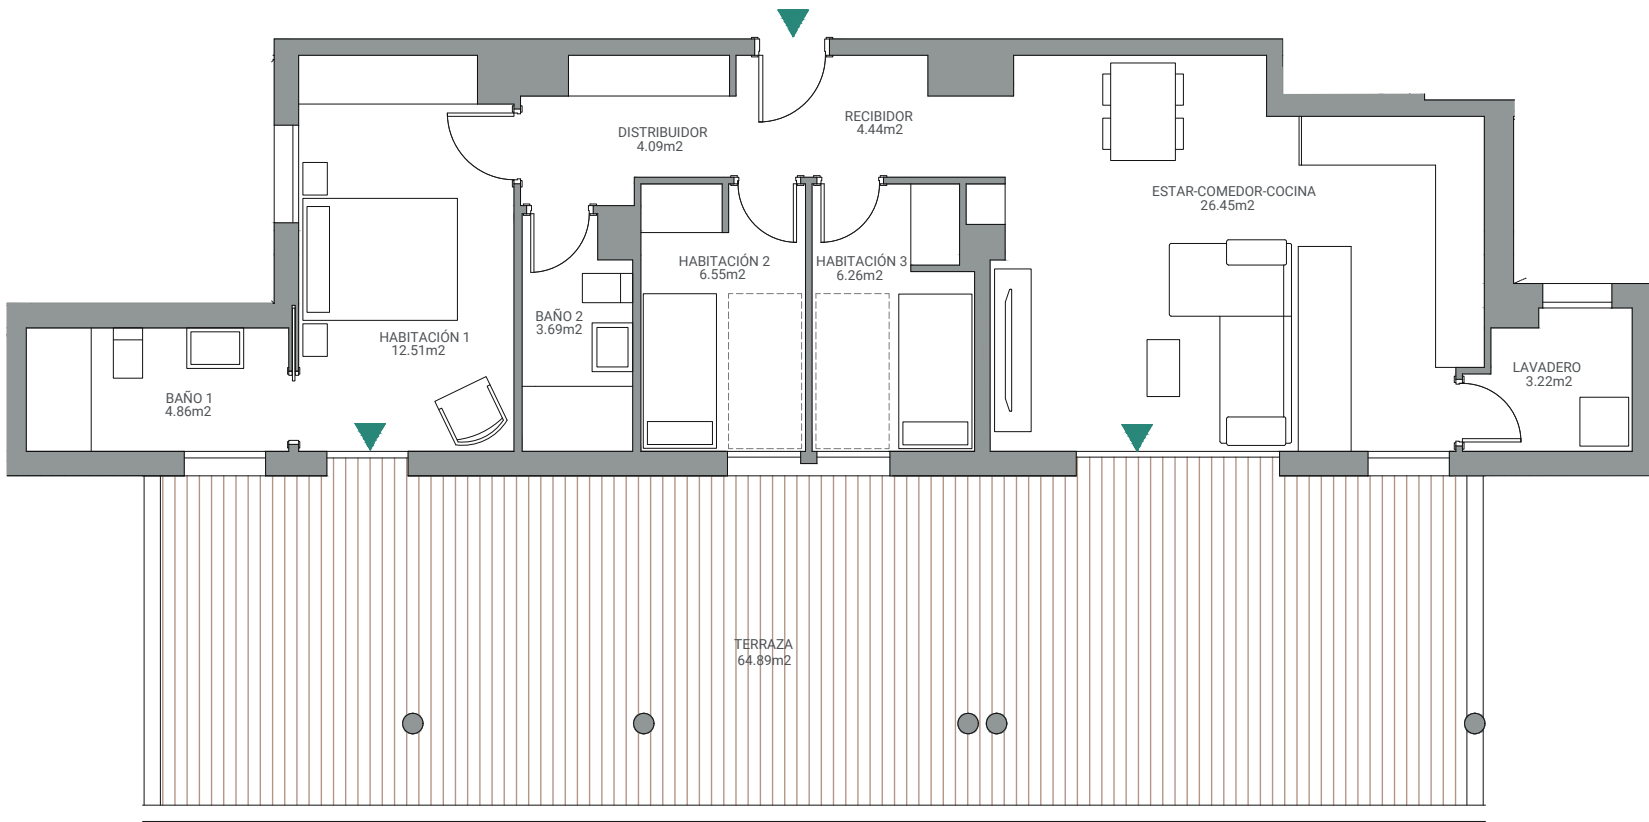 RECIBIDOR
4.44m2
DISTRIBUIDOR
4.09m2
ESTAR-COMEDOR-COCINA
26.45m2
HABITACIÓN 2
6.55m2
HABITACIÓN 3
6.26m2
BAÑO 2
3.69m2
HABITACIÓN 1
12.51m2
LAVADERO
3.22m2
BAÑO 1
4.86m2
TERRAZA
64.89m2